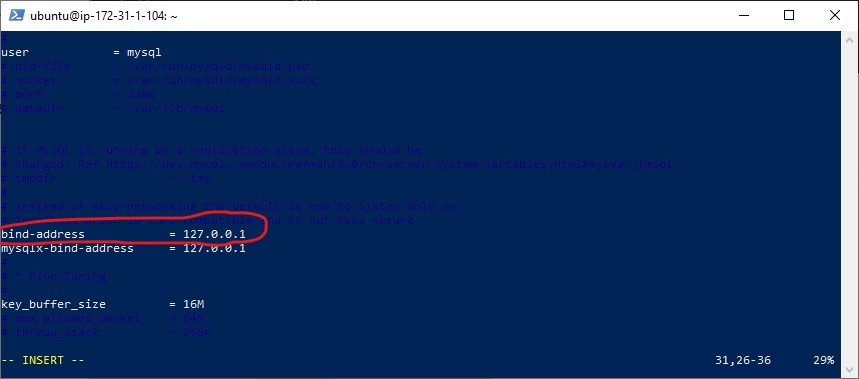 ubuntu@ip-172-31-1-104: ~
#
user = mysql
# pid-file = /var/run/mysqld/mysqld.pid
# socket = /var/run/mysqld/mysqld.sock
# port = 3306
# datadir = /var/lib/mysql
# If MySQL is running as a replication slave, this should be
# changed. Ref https://dev.mysql.com/doc/refman/8.0/en/server-system-variables.html#sysvar_tmpdir
# tmpdir = /tmp
#
# Instead of skip-networking the default is now to listen only on
# compatible and is not less secure.
bind-address = 127.0.0.1
mysqlx-bind-address = 127.0.0.1
#
# * Fine Tuning
#
key_buffer_size = 16M
# max_allowed_packet = 64M
# thread_stack = 256K
-- INSERT -- 31,26-36 29%